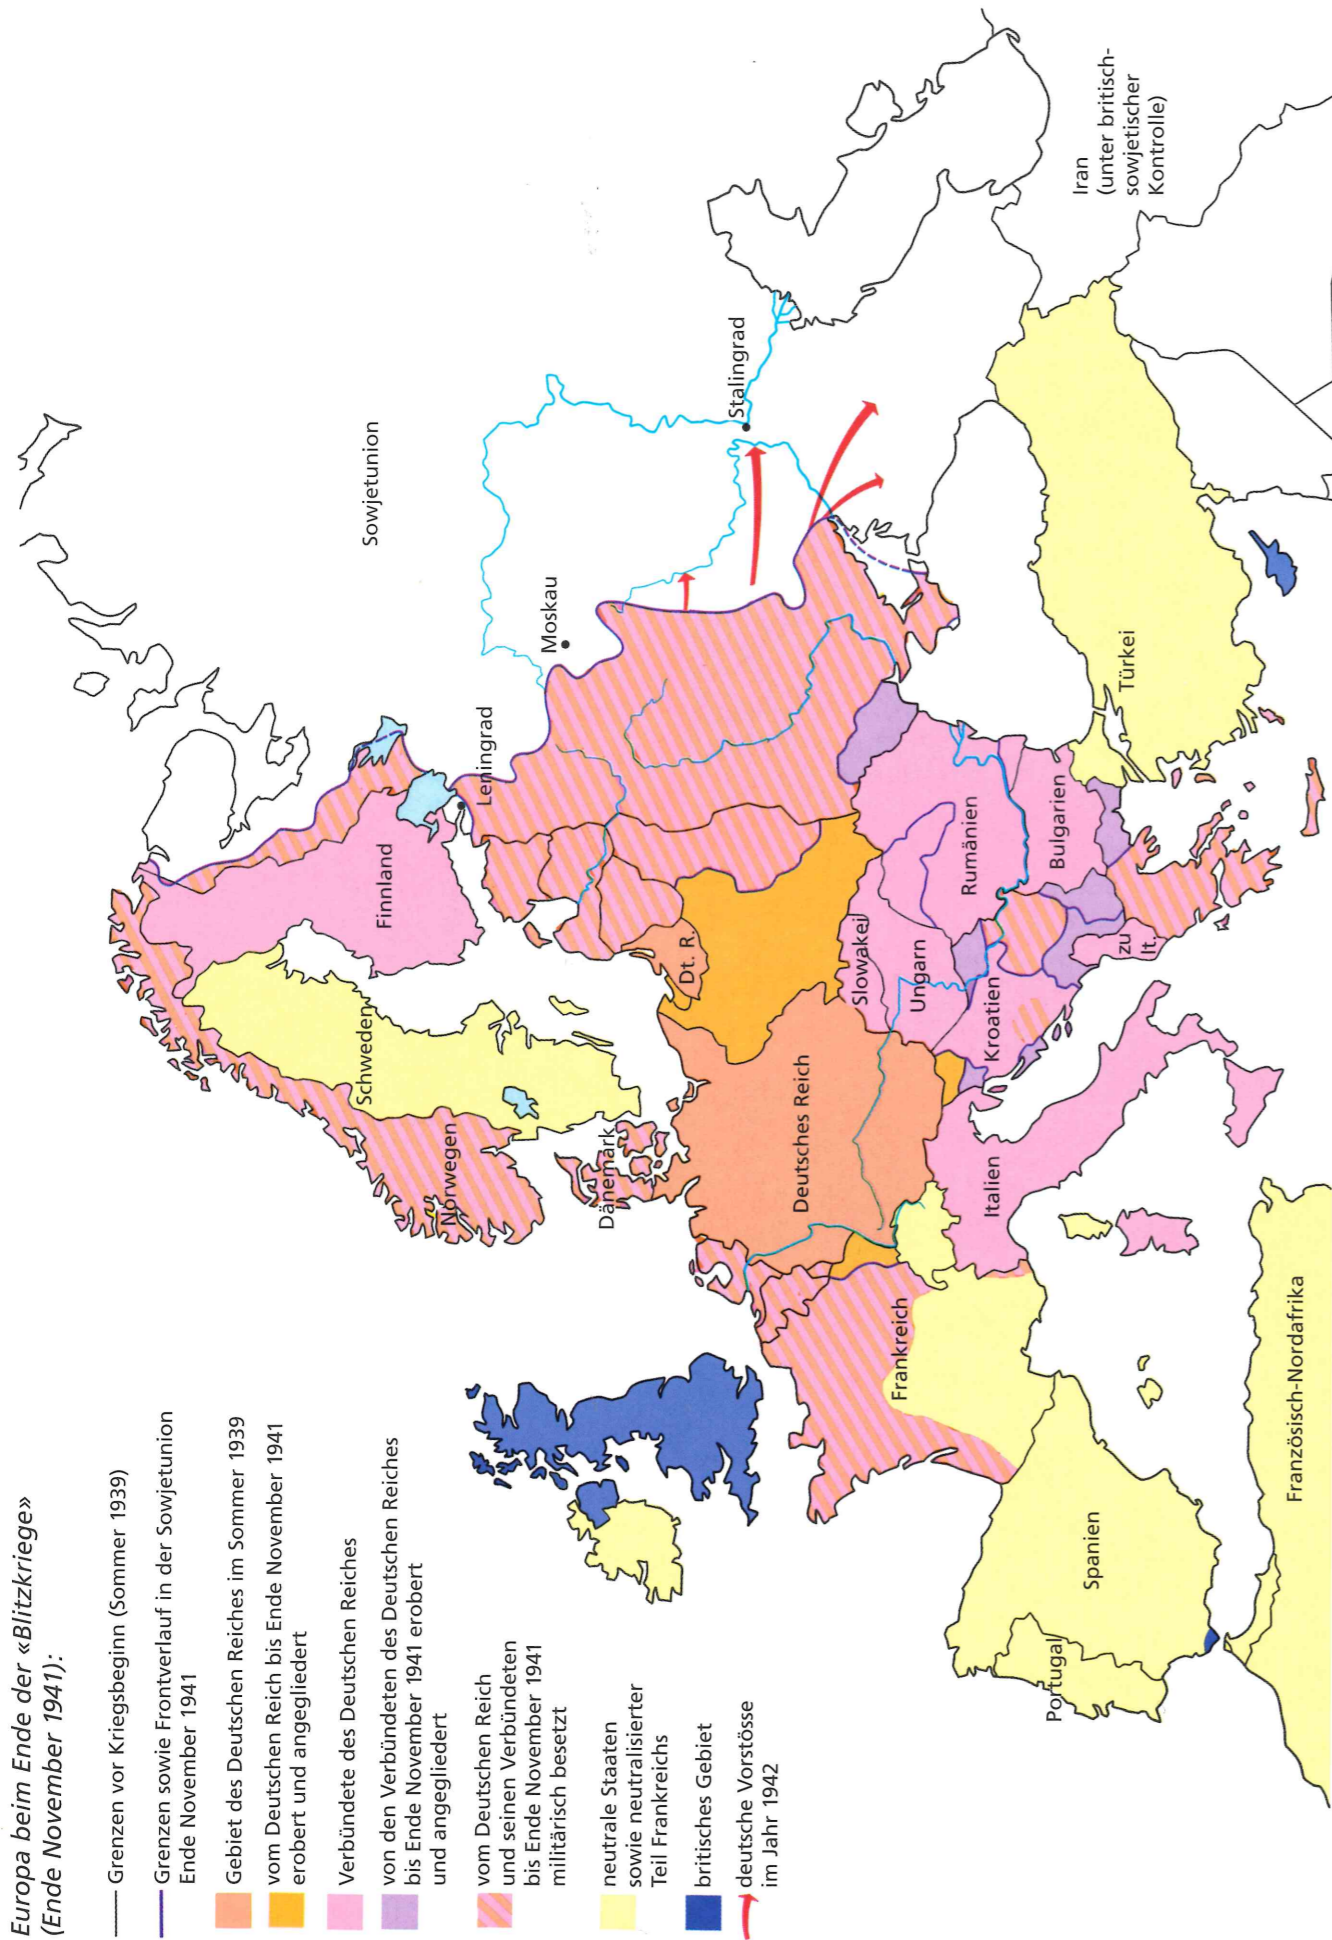 Europa beim Ende der «Blitzkriege»
(Ende November 1941):
Grenzen vor Kriegsbeginn (Sommer 1939)
Grenzen sowie Frontverlauf in der Sowjetunion
Ende November 1941
Gebiet des Deutschen Reiches im Sommer 1939
vom Deutschen Reich bis Ende November 1941
erobert und angegliedert
Verbündete des Deutschen Reiches
von den Verbündeten des Deutschen Reiches
bis Ende November 1941 erobert
und angegliedert
vom Deutschen Reich
und seinen Verbündeten
bis Ende November 1941
militärisch besetzt
neutrale Staaten
sowie neutralisierter
Teil Frankreichs
britisches Gebiet
deutsche Vorstösse
im Jahr 1942
Sowjetunion
Finnland
Schweden
Norwegen
Leningrad
Moskau
Stalingrad
Dänemark
Dt. R.
Deutsches Reich
Slowakei
Ungarn
Rumänien
Kroatien
Bulgarien
zu
It.
Italien
Frankreich
Spanien
Portugal
Türkei
Iran
(unter britisch-
sowjetischer
Kontrolle)
Französisch-Nordafrika